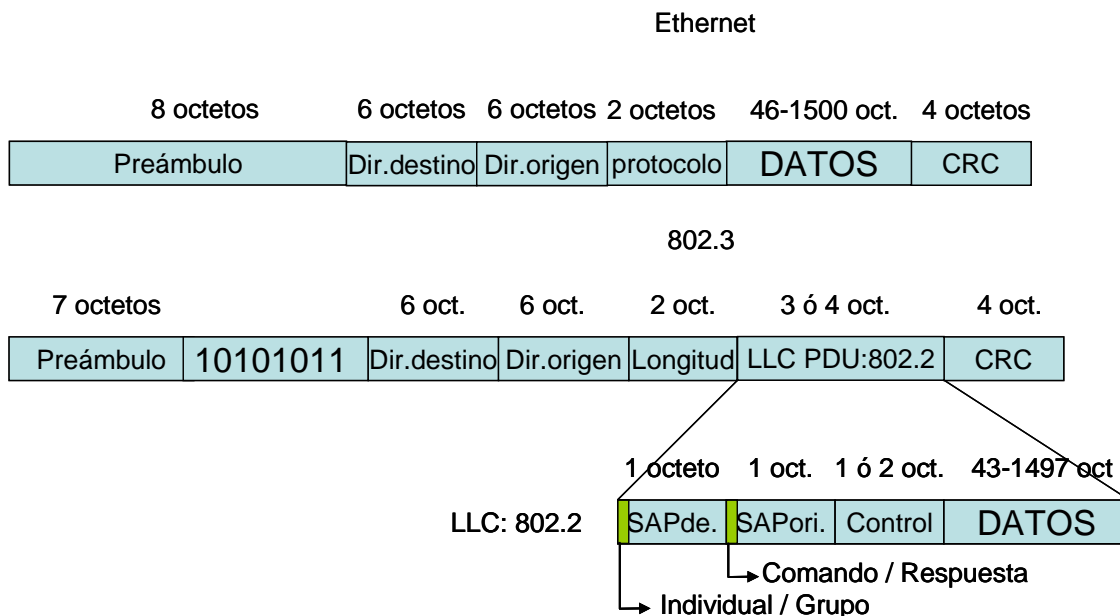 Ethernet
8 octetos 6 octetos 6 octetos 2 octetos 46-1500 oct. 4 octetos
Preámbulo Dir.destino Dir.origen protocolo DATOS CRC
802.3
7 octetos 6 oct. 6 oct. 2 oct. 3 ó 4 oct. 4 oct.
Preámbulo 10101011 Dir.destino Dir.origen Longitud LLC PDU:802.2 CRC
1 octeto 1 oct. 1 ó 2 oct. 43-1497 oct
LLC: 802.2 SAPde. SAPori. Control DATOS
Comando / Respuesta
Individual / Grupo